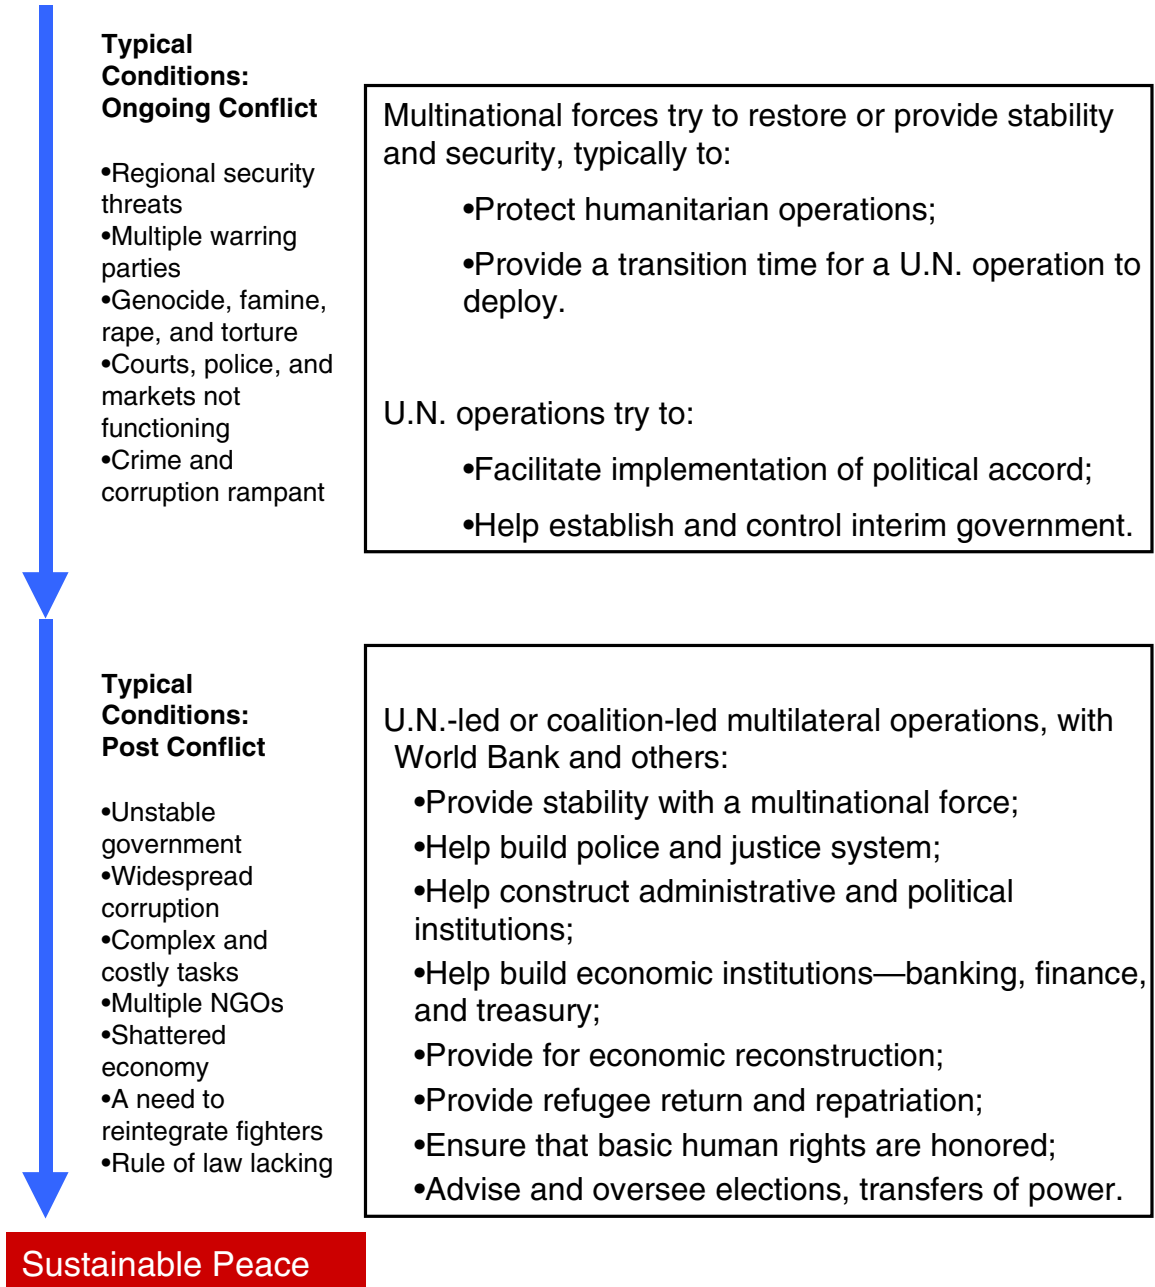 Typical
Conditions:
Ongoing Conflict
•Regional security
threats
•Multiple warring
parties
•Genocide, famine,
rape, and torture
•Courts, police, and
markets not
functioning
•Crime and
corruption rampant
Multinational forces try to restore or provide stability
and security, typically to:
•Protect humanitarian operations;
•Provide a transition time for a U.N. operation to
deploy.
U.N. operations try to:
•Facilitate implementation of political accord;
•Help establish and control interim government.
Typical
Conditions:
Post Conflict
•Unstable
government
•Widespread
corruption
•Complex and
costly tasks
•Multiple NGOs
•Shattered
economy
•A need to
reintegrate fighters
•Rule of law lacking
U.N.-led or coalition-led multilateral operations, with
World Bank and others:
•Provide stability with a multinational force;
•Help build police and justice system;
•Help construct administrative and political
institutions;
•Help build economic institutions—banking, finance,
and treasury;
•Provide for economic reconstruction;
•Provide refugee return and repatriation;
•Ensure that basic human rights are honored;
•Advise and oversee elections, transfers of power.
Sustainable Peace